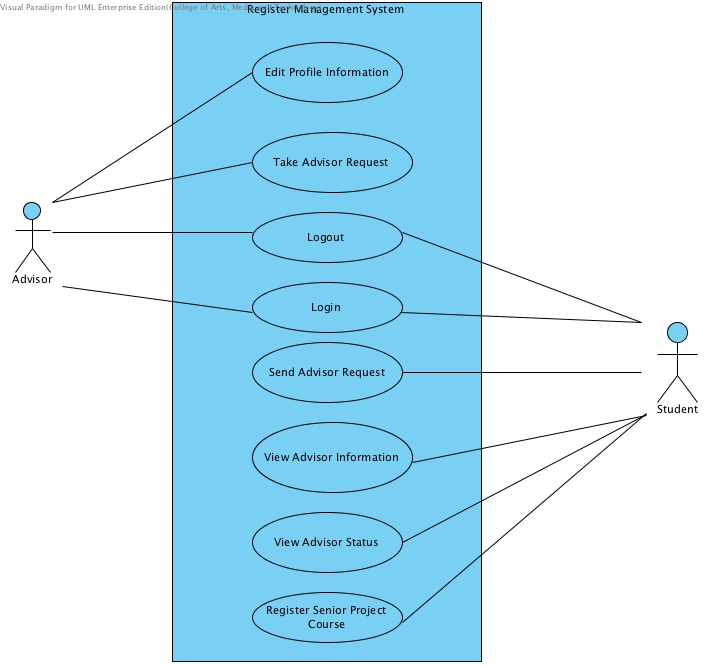 Visual Paradigm for UML Enterprise Edition(College of Arts, Media
Register Management System
Edit Profile Information
Take Advisor Request
Logout
Advisor
Login
Send Advisor Request
Student
View Advisor Information
View Advisor Status
Register Senior Project
Course